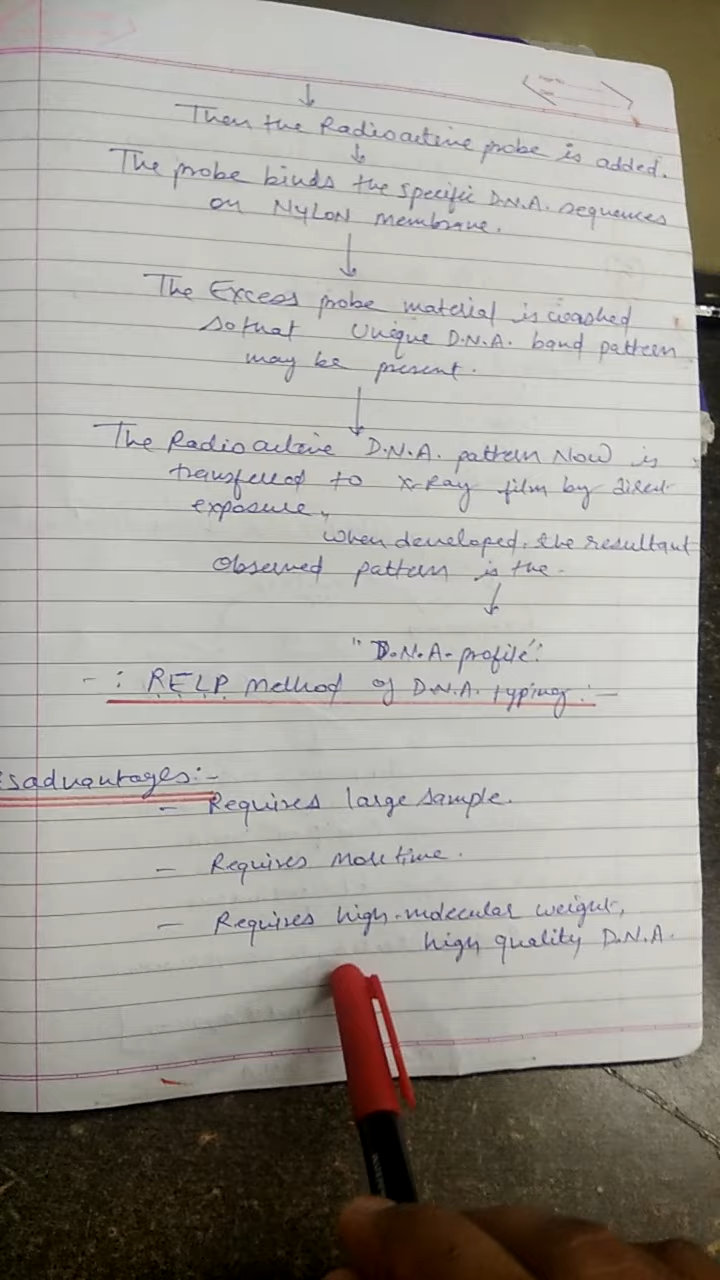 Then the Radioactive probe is added.
The probe binds the specific D.N.A. sequences
on NYLON membrane.
The Excess probe material is washed
so that Unique D.N.A. band pattern
may be present.
The Radioactive D.N.A. pattern Now is
transferred to X-Ray film by direct
exposure,
when developed, the resultant
Observed pattern is the.
"D.N.A-profile":
-: R.F.L.P. Method of D.N.A. typing:-
sadvantages:-
- Requires large sample.
- Requires more time.
- Requires high-molecular weight,
high quality D.N.A.